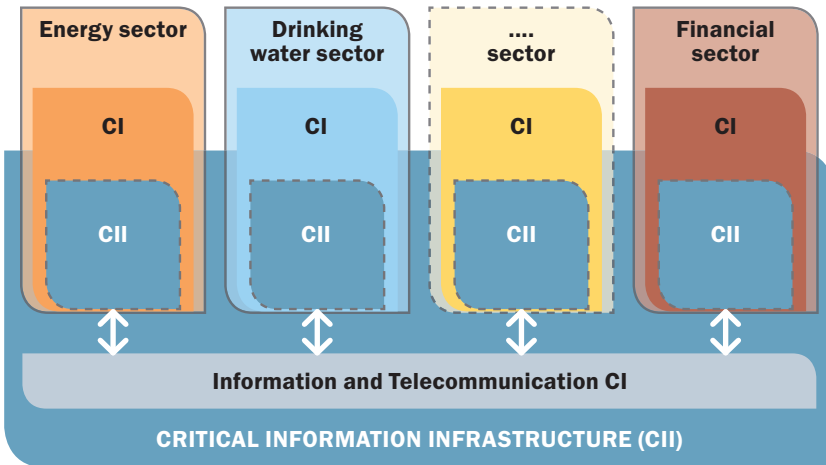 Energy sector
Drinking
water sector
....
sector
Financial
sector
CI
CI
CI
CI
CII
CII
CII
CII
Information and Telecommunication CI
CRITICAL INFORMATION INFRASTRUCTURE (CII)